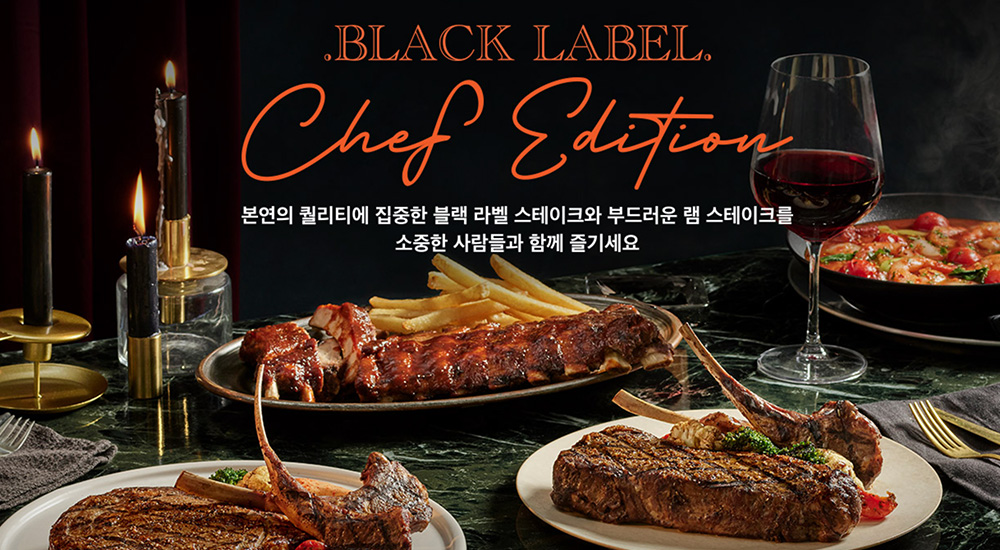 .BLACK LABEL.
Chef Edition
본연의 퀄리티에 집중한 블랙 라벨 스테이크와 부드러운 램 스테이크를
소중한 사람들과 함께 즐기세요